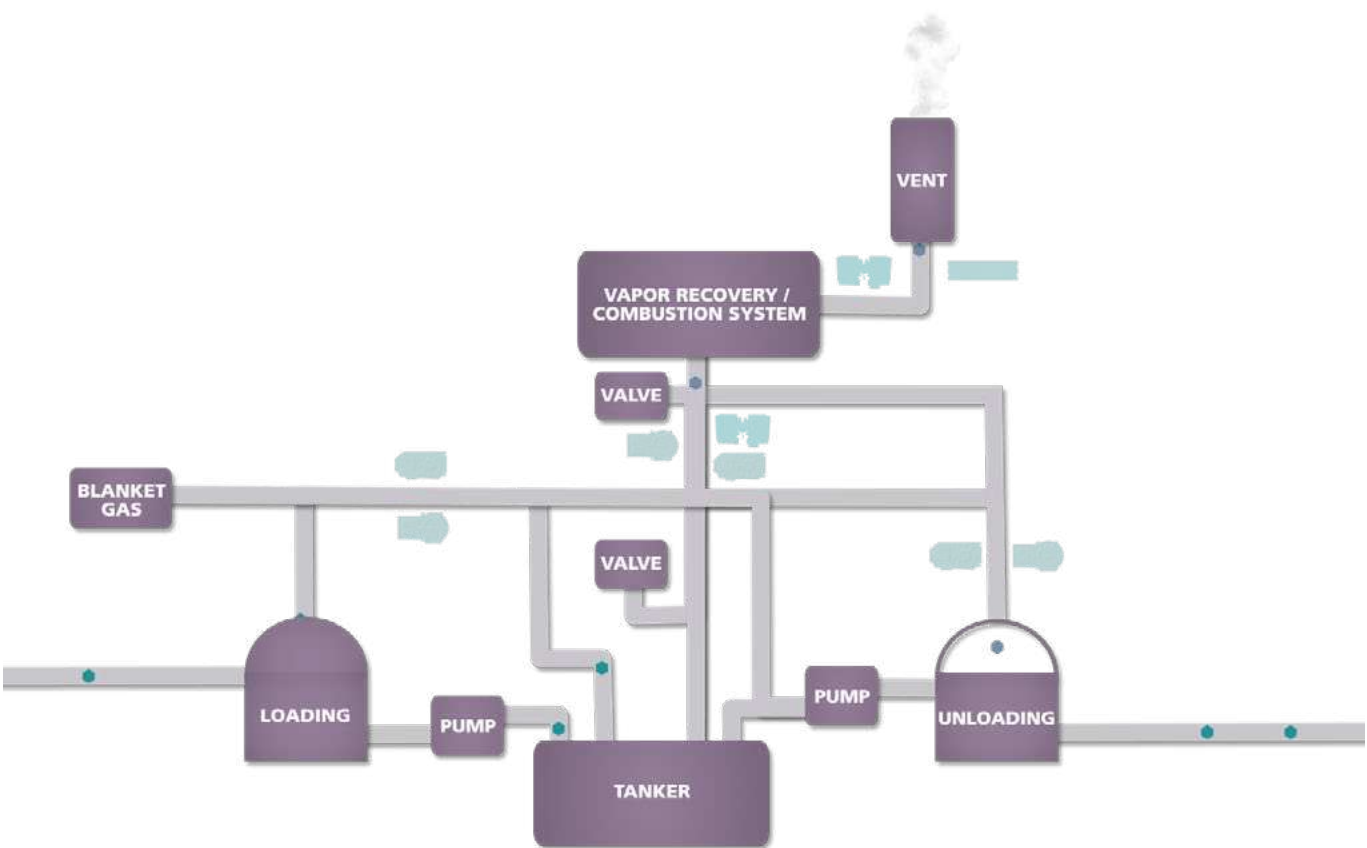 VENT
VAPOR RECOVERY /
COMBUSTION SYSTEM
VALVE
BLANKET
GAS
VALVE
LOADING
PUMP
TANKER
PUMP
UNLOADING